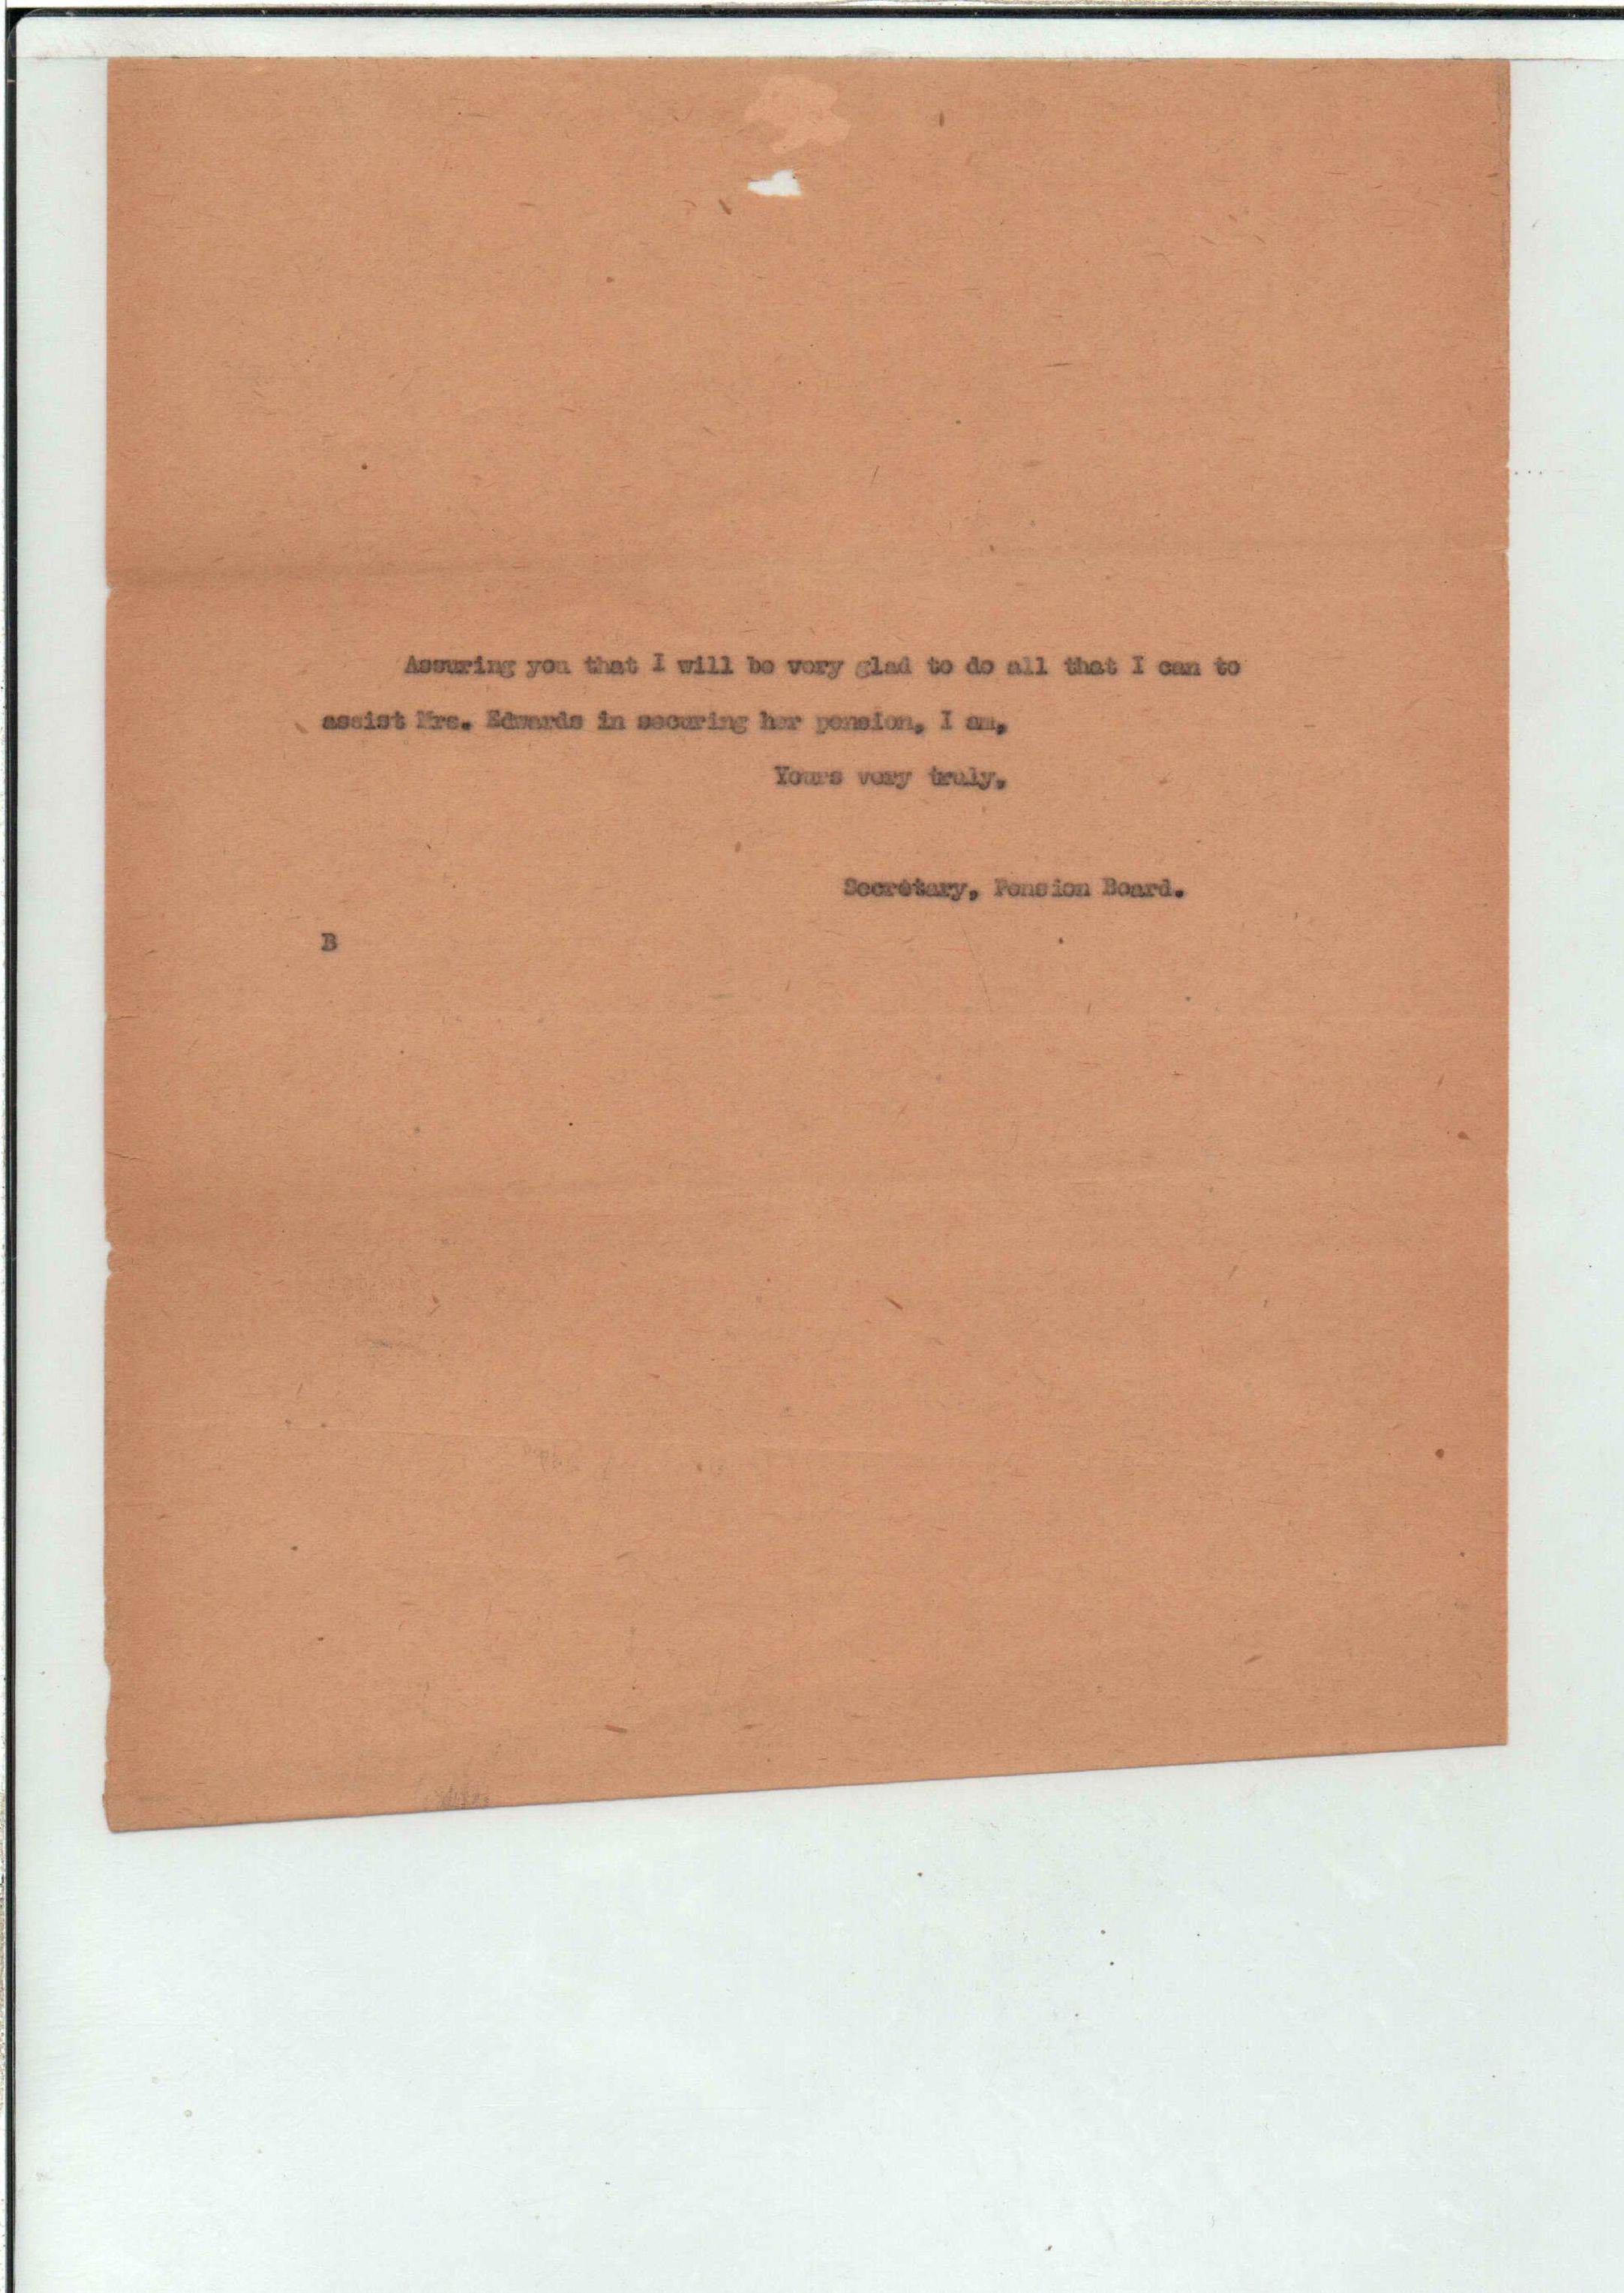 Assuring you that I will be very glad to do all that I can to
assist Mrs. Edwards in securing her pension, I am,
Yours very truly,
Secretary, Pension Board.
B